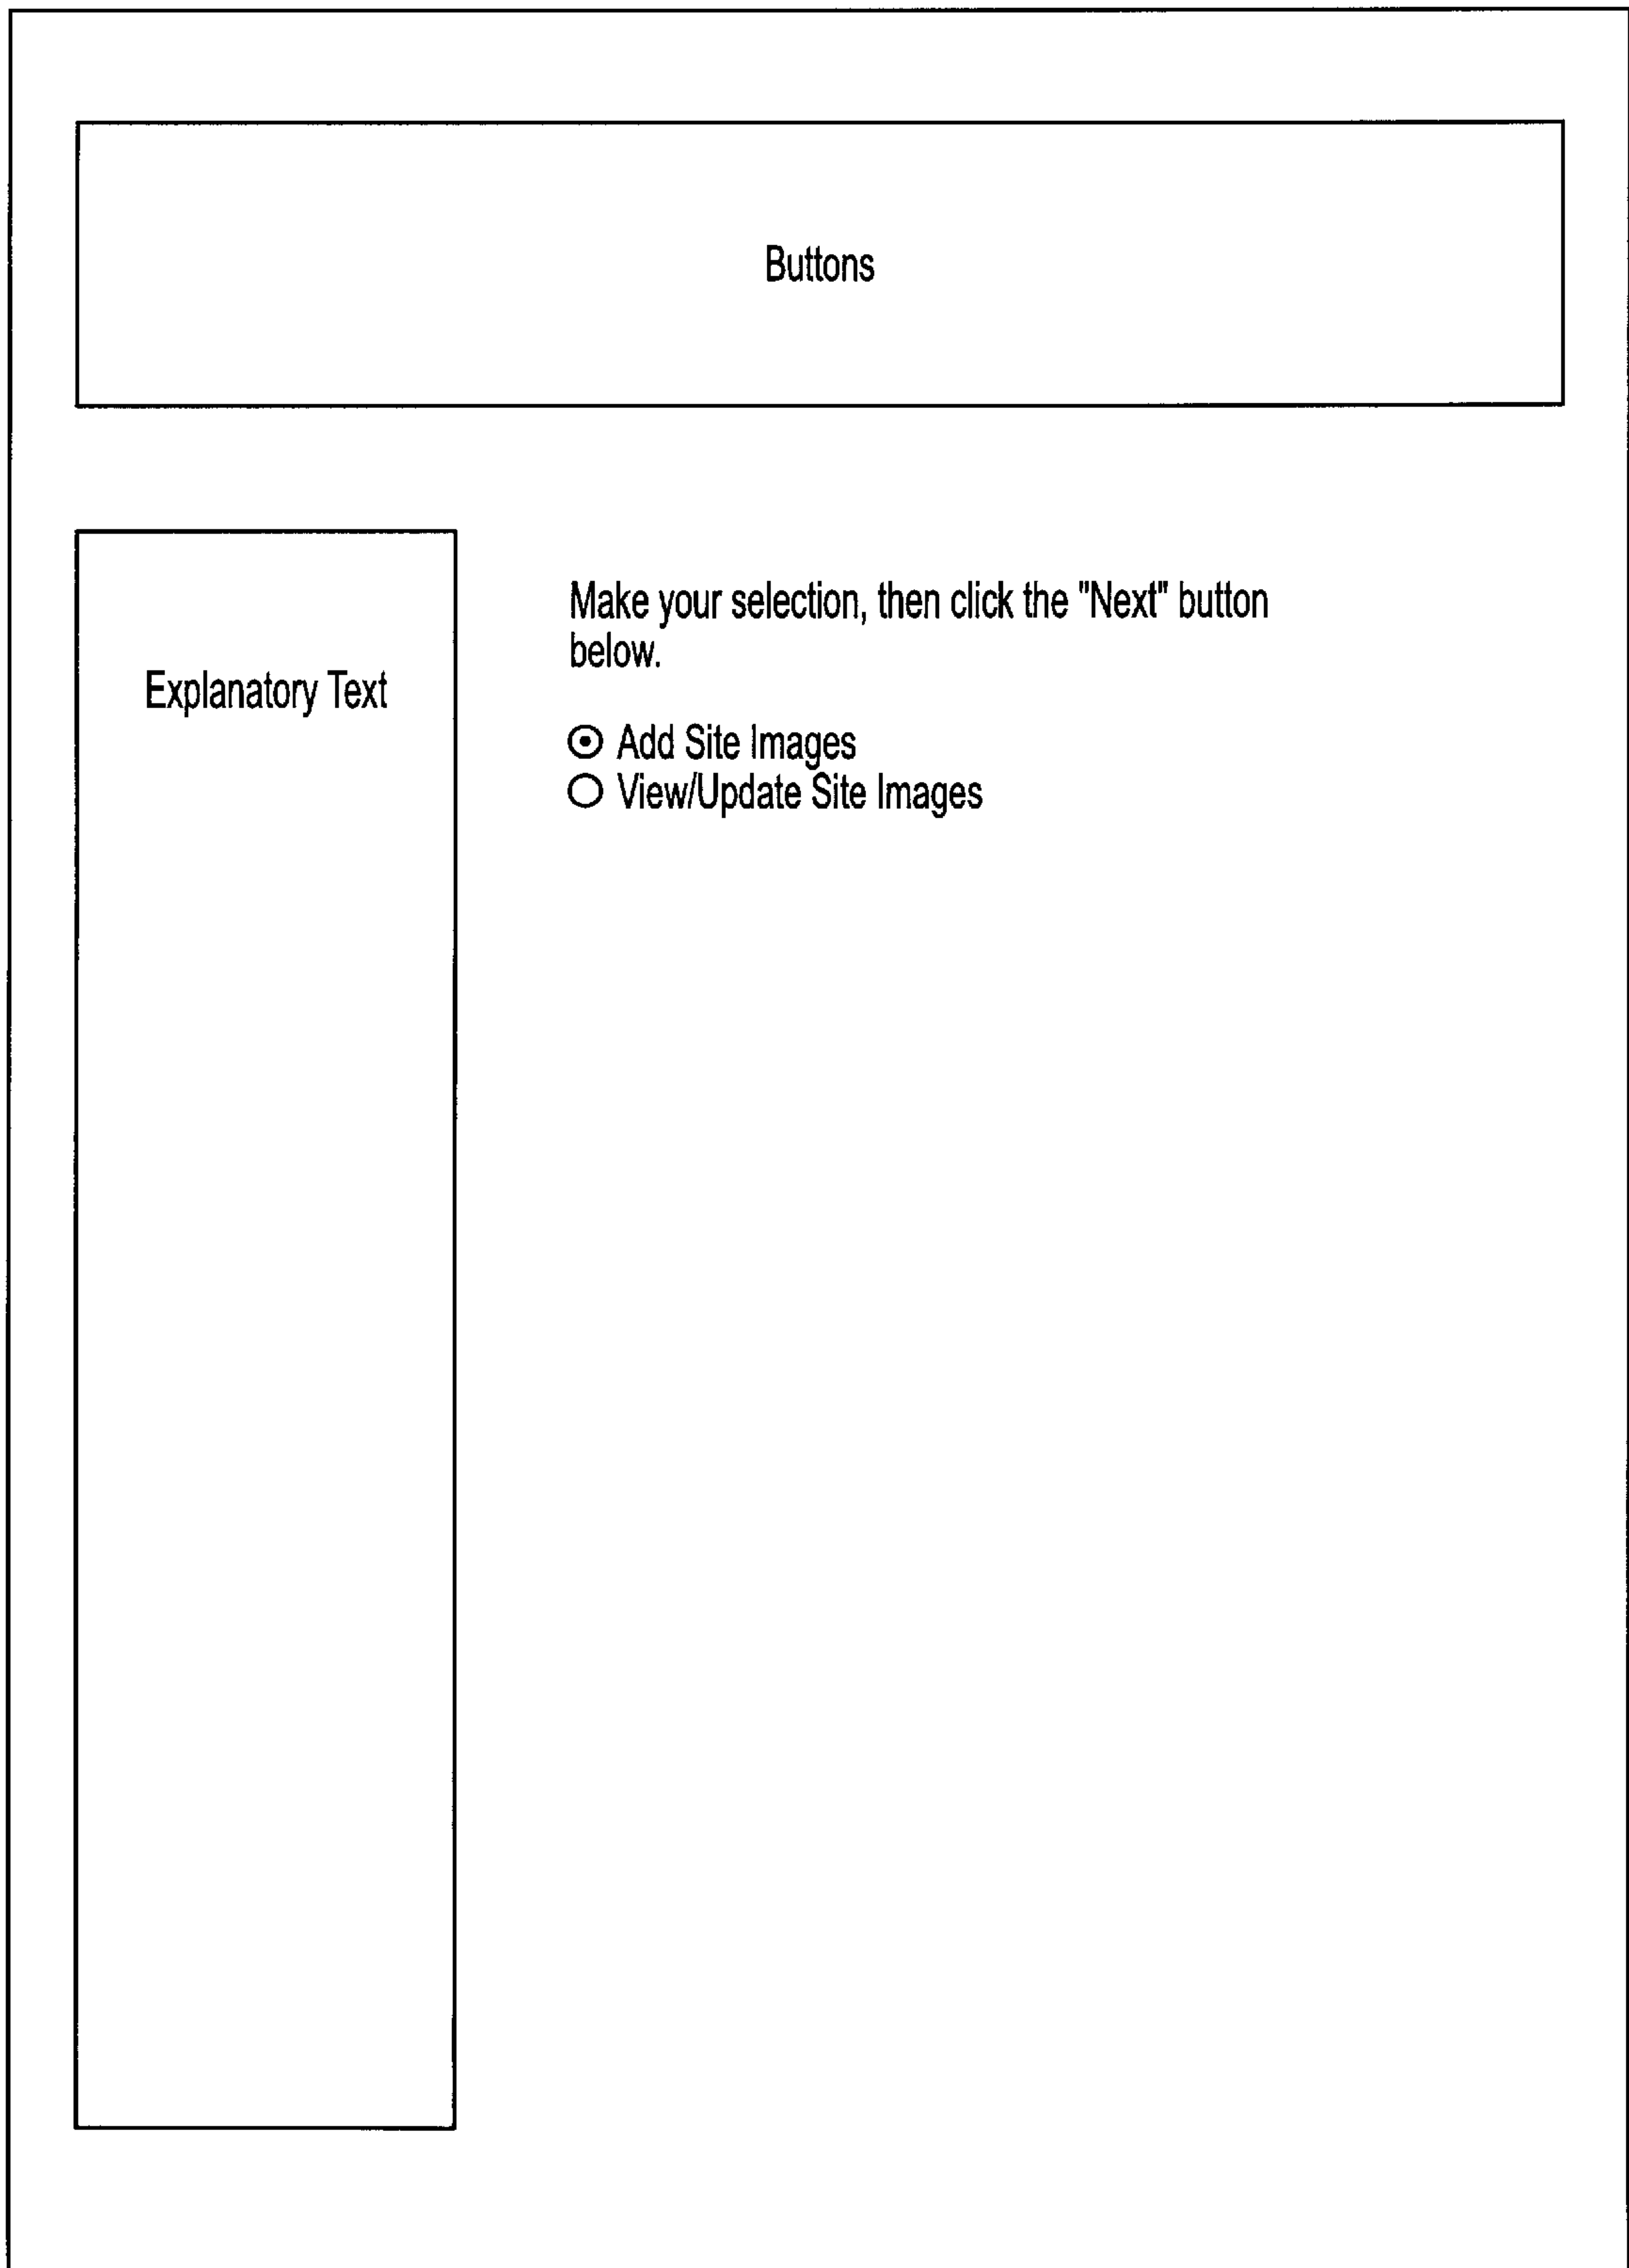 Buttons
Explanatory Text
Make your selection, then click the "Next" button
below.
Add Site Images
View/Update Site Images